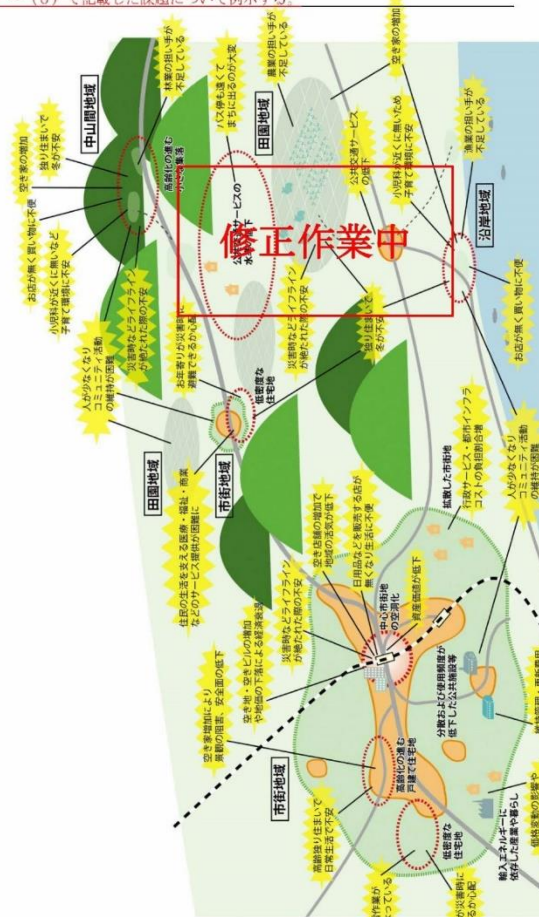 (3)で記載した課題について例示する。
中山間地域
林業の担い手が
不足している
空き家の増加
独り住まいで
冬が不安
お店が無く買い物に不便
小児科が近くに無いなど
子育て環境に不安
高齢化の進む
災害時などライフライン
が絶たれた際の不安
人が少なくなり
コミュニティ活動
の維持が困難
バス停も遠くて
まちに出るのが大変
田園地域
農業の担い手が
不足している
空き家の増加
公共交通サービス
の低下
小児科が近くに無いため
子育て環境に不安
漁業の担い手が
不足している
沿岸地域
お店が無く買い物に不便
修正作業中
災害時などライフライン
が絶たれた際の不安
独り住まいで
冬が不安
お年寄りが災害時に
避難できるか心配
低密度な
住宅地
田園地域
市街地域
住民の生活を支える医療・福祉・商業
などのサービス提供が困難に
人が少なくなり
コミュニティ活動
の維持が困難
拡散した市街地
行政サービス・都市インフラ
コストの負担割合増
空き店舗の増加で
地域の活気が低下
日用品などを販売する店が
無くなり生活に不便
中心市街地
の空洞化
資産価値が低下
災害時などライフライン
が絶たれた際の不安
空き地・空きビルの増加
や地価の下落による経済衰退
空き家増加により
景観の阻害、安全面の低下
市街地域
高齢独り住まいで
日常生活で不安
高齢化の進む
戸建て住宅地
分散および使用頻度が
低下した公共施設等
低密度な
住宅地
輸入エネルギーに
依存した産業や暮らし
価格変動の影響や